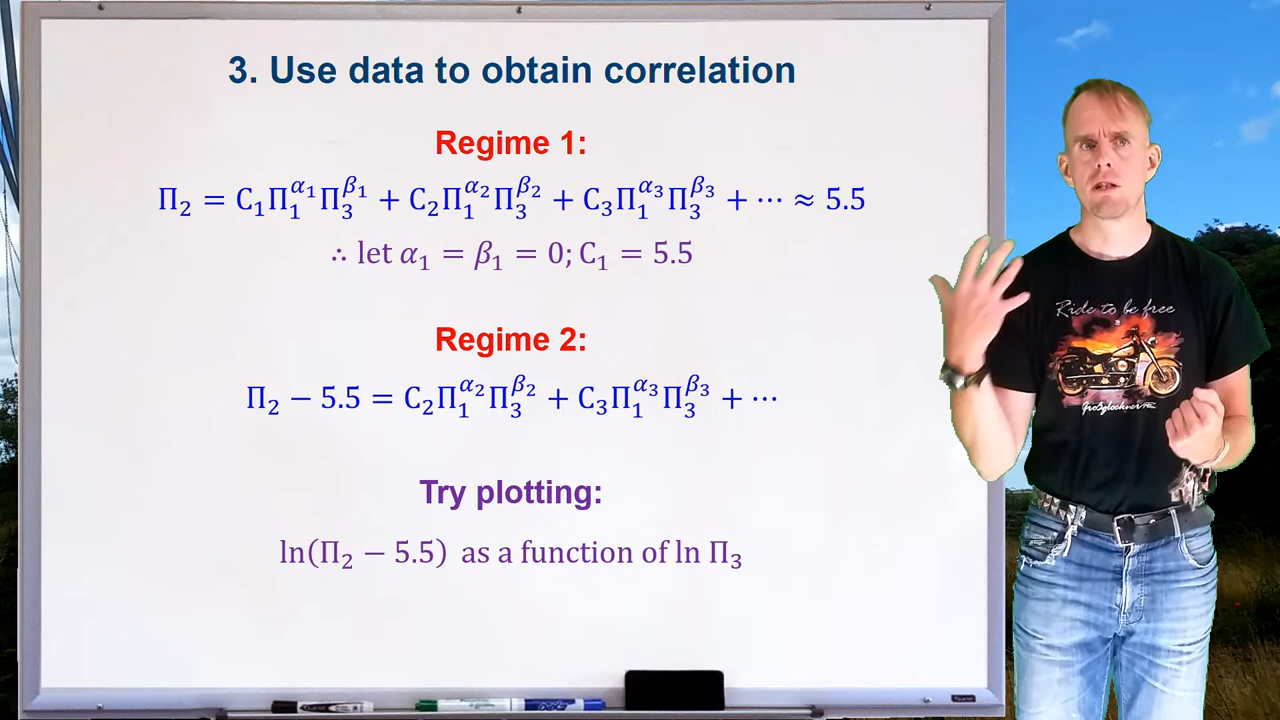 3. Use data to obtain correlation
Regime 1:
Π₂ = C₁Π₁^α₁Π₃^β₁ + C₂Π₁^α₂Π₃^β₂ + C₃Π₁^α₃Π₃^β₃ + ⋯ ≈ 5.5
∴ let α₁ = β₁ = 0; C₁ = 5.5
Regime 2:
Π₂ − 5.5 = C₂Π₁^α₂Π₃^β₂ + C₃Π₁^α₃Π₃^β₃ + ⋯
Try plotting:
ln(Π₂ − 5.5) as a function of ln Π₃
Ride to be free
Großglockner